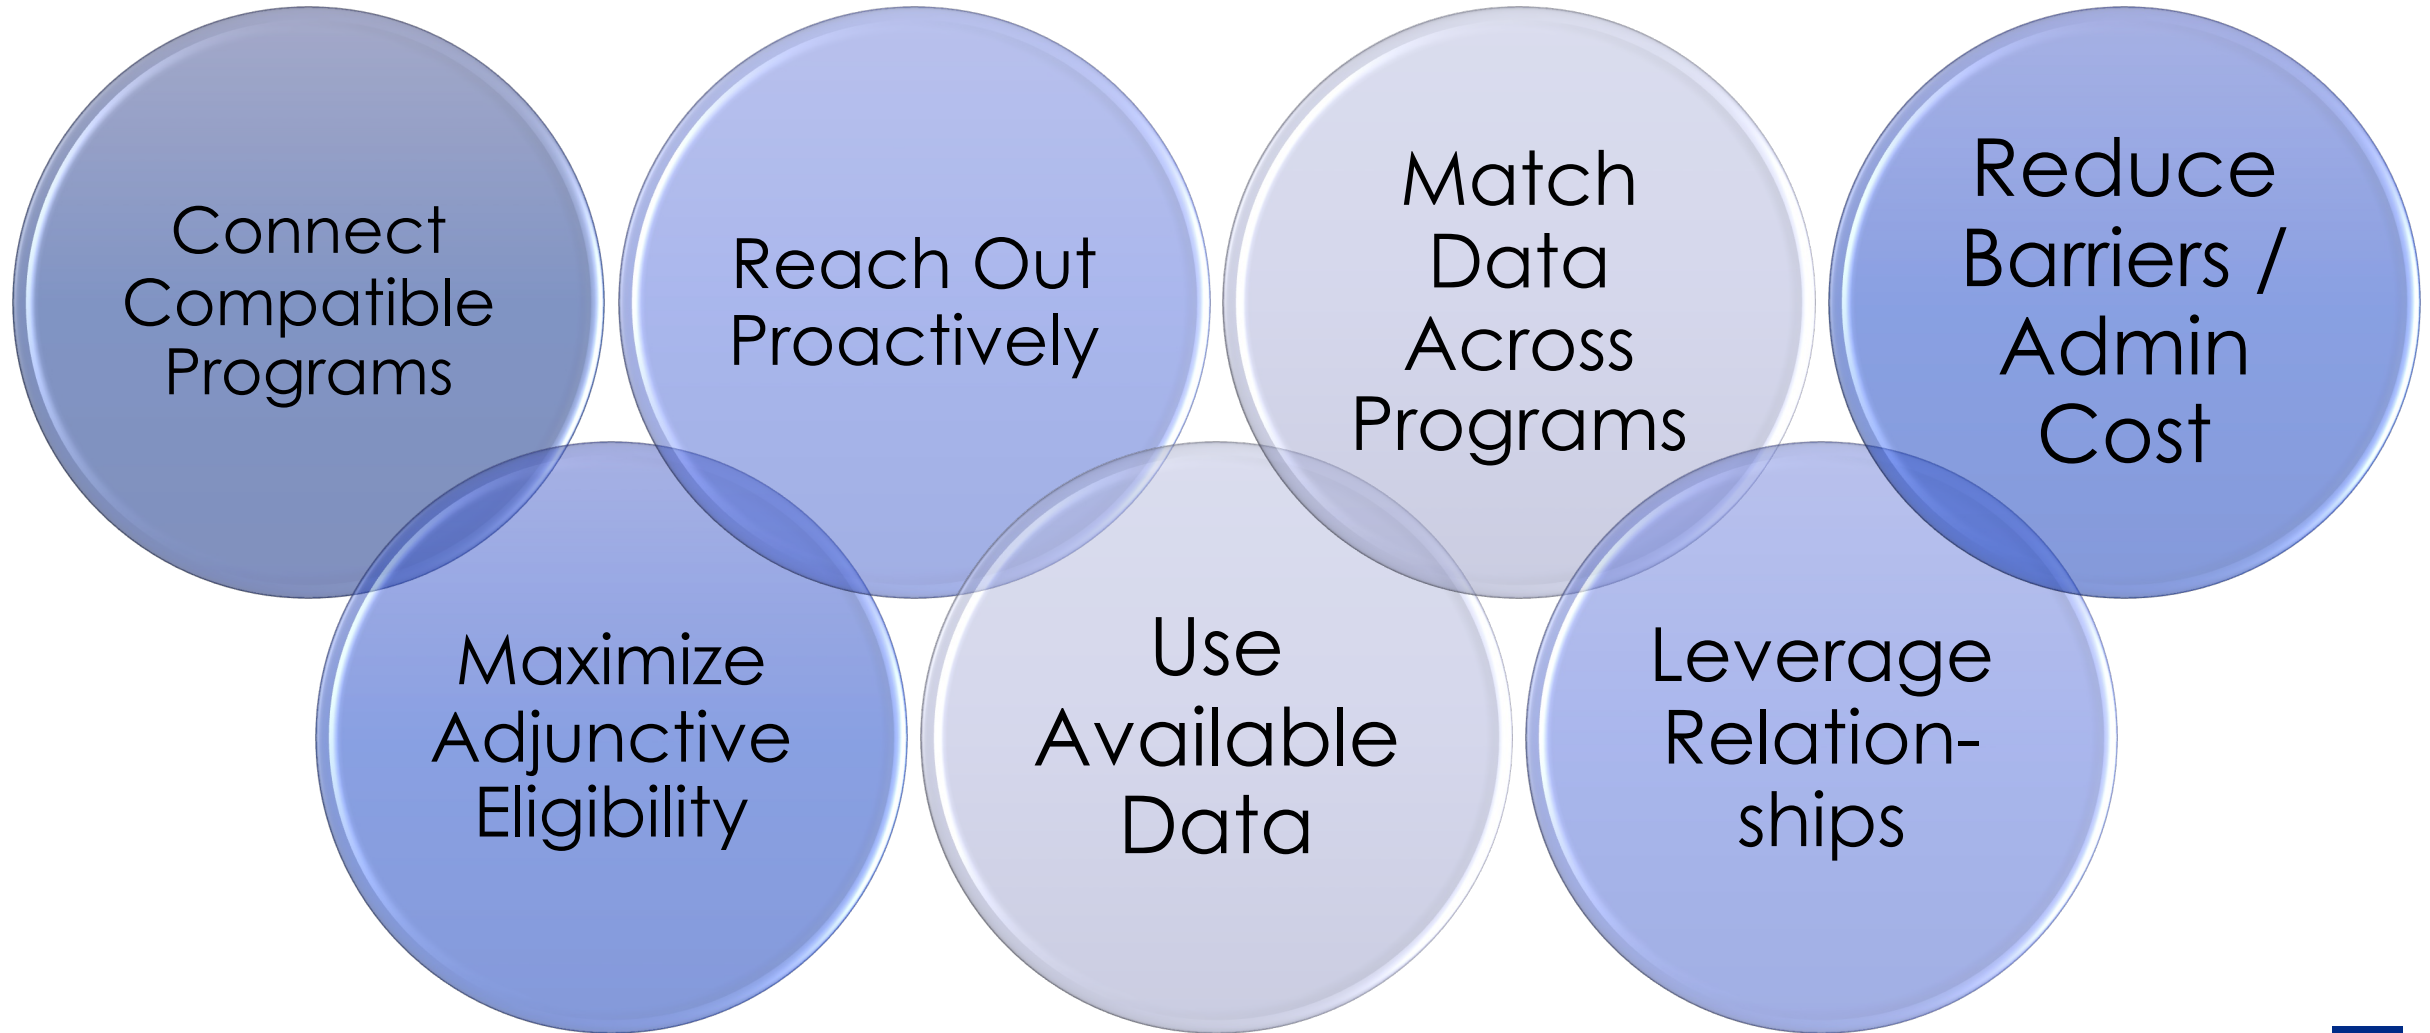 Connect
Compatible
Programs
Reach Out
Proactively
Match
Data
Across
Programs
Reduce
Barriers /
Admin
Cost
Maximize
Adjunctive
Eligibility
Use
Available
Data
Leverage
Relation-
ships